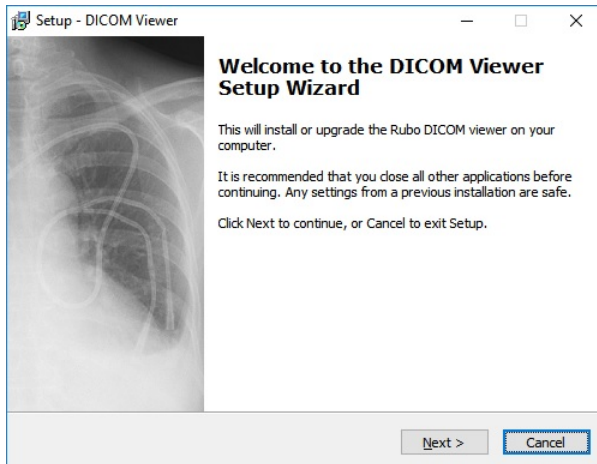 Setup - DICOM Viewer
Welcome to the DICOM Viewer
Setup Wizard
This will install or upgrade the Rubo DICOM viewer on your
computer.
It is recommended that you close all other applications before
continuing. Any settings from a previous installation are safe.
Click Next to continue, or Cancel to exit Setup.
Next >
Cancel